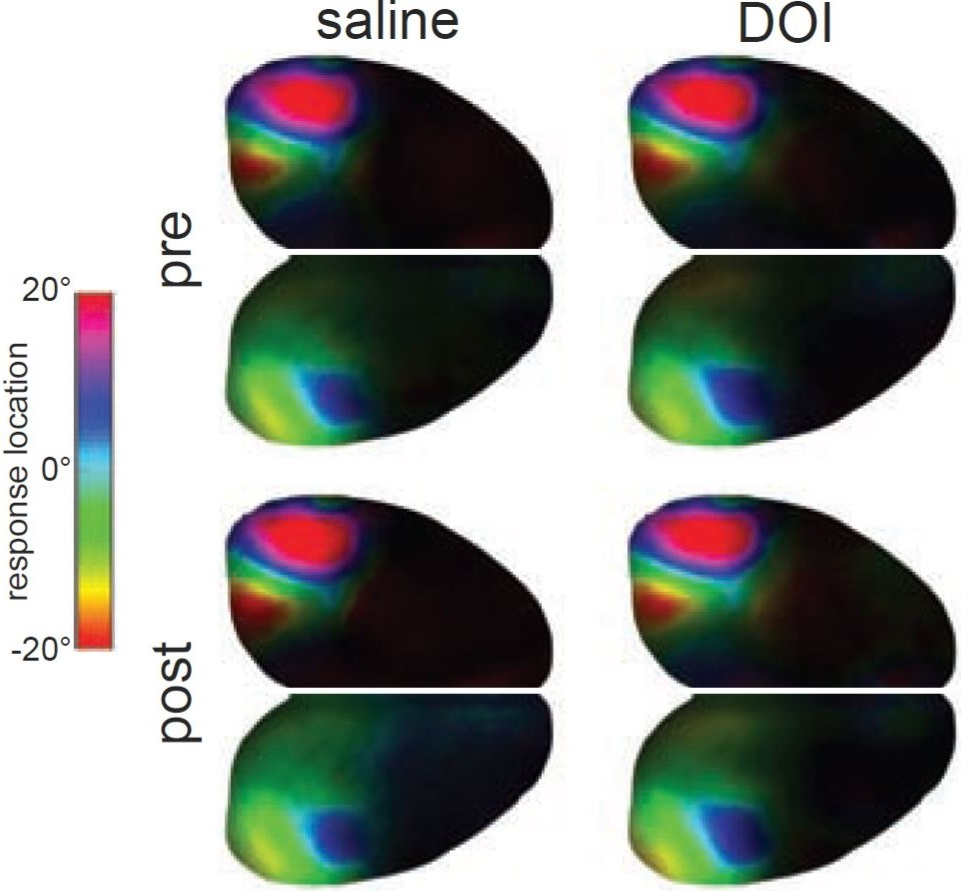 saline DOI
pre
20°
response location
0°
-20°
post